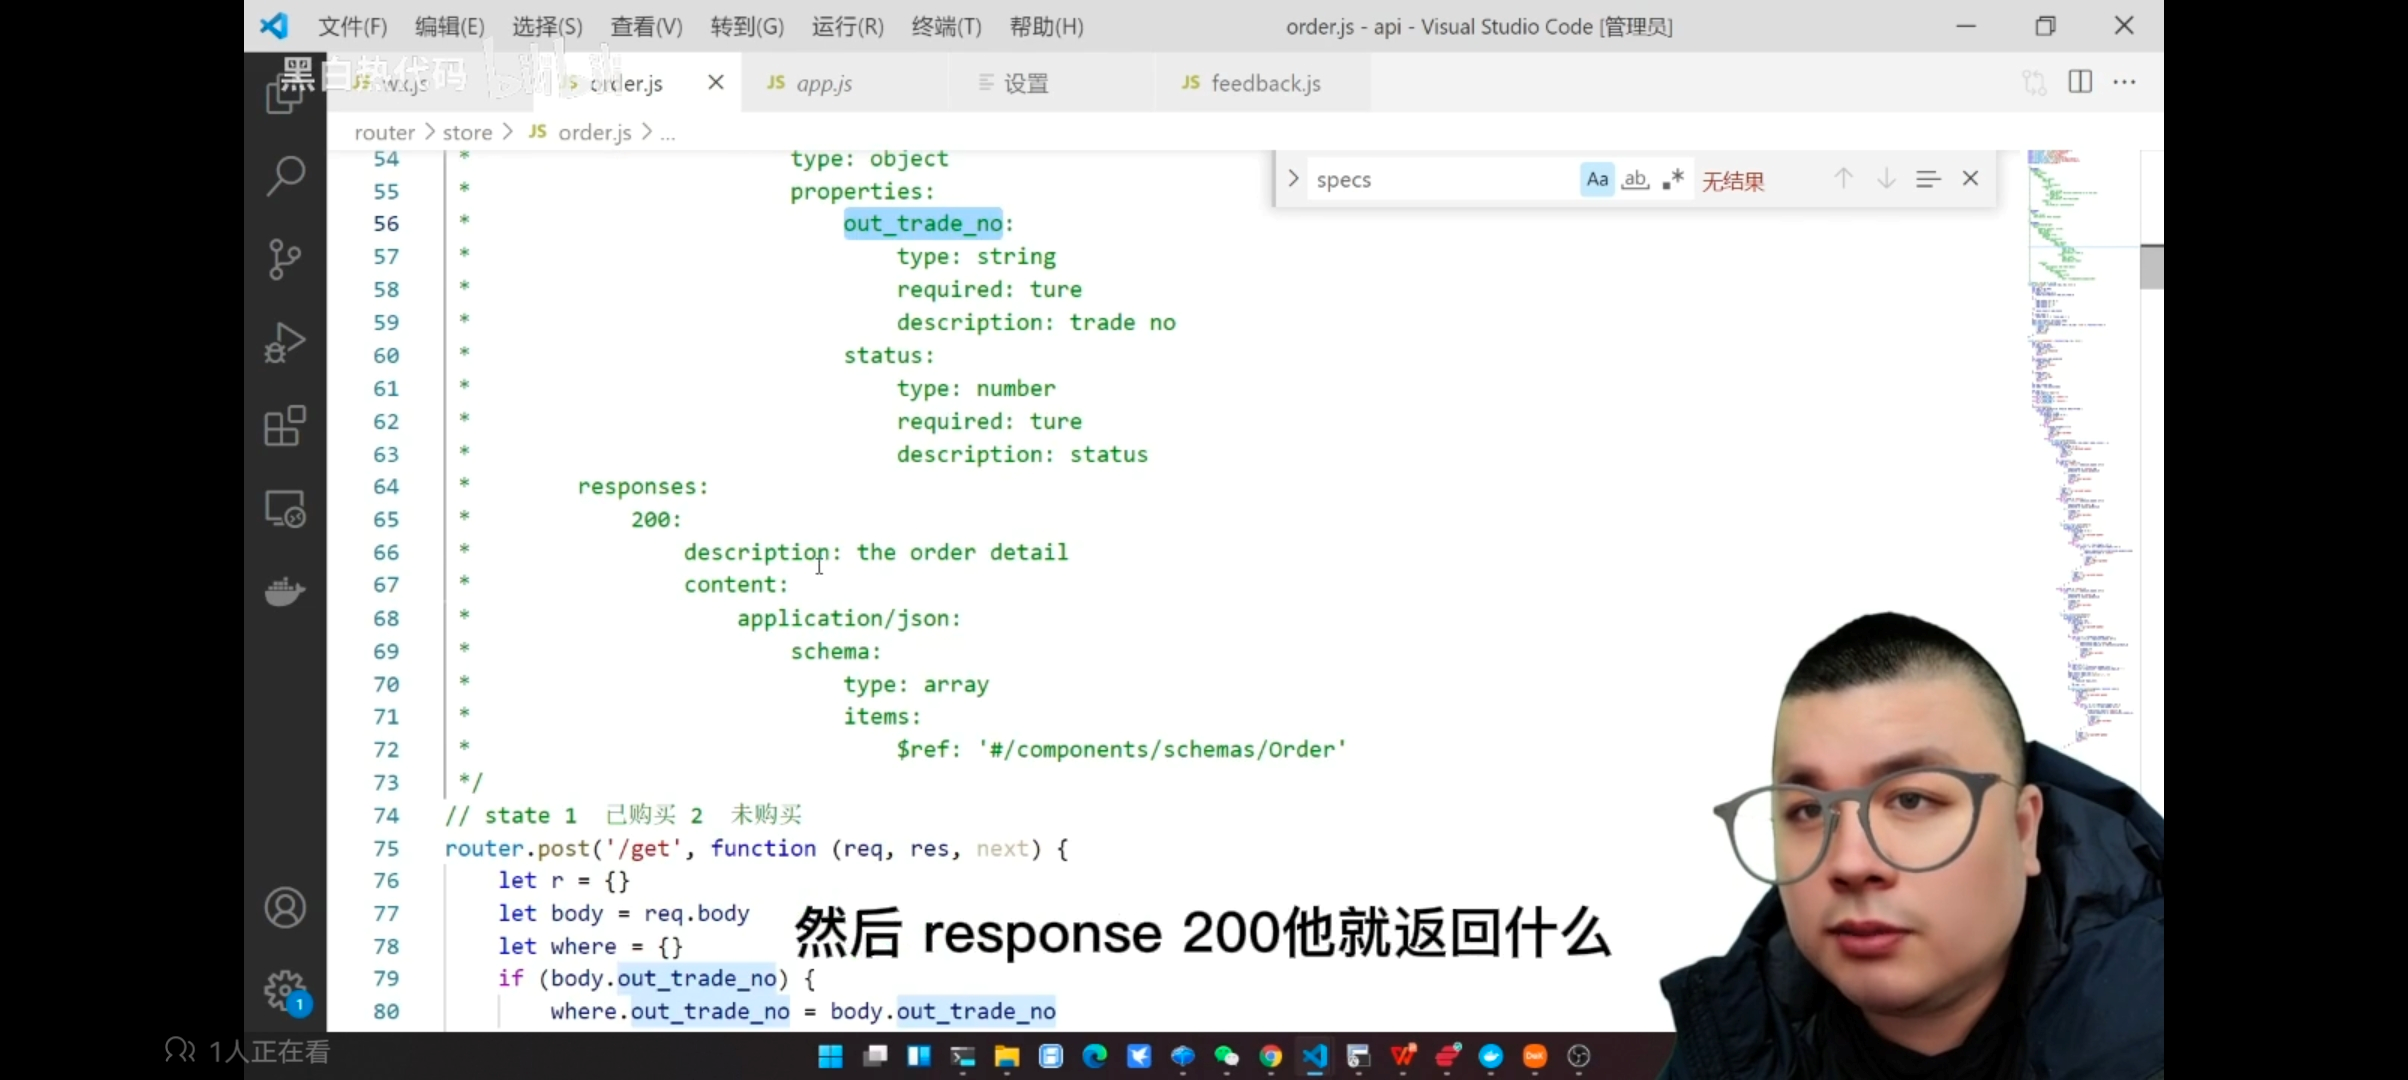 文件(F) 编辑(E) 选择(S) 查看(V) 转到(G) 运行(R) 终端(T) 帮助(H) order.js - api - Visual Studio Code [管理员]
黑白热代码 bilibili
JS wx.js JS order.js JS app.js 设置 JS feedback.js
router > store > JS order.js > ...
specs Aa ab .* 无结果
54 * type: object
55 * properties:
56 * out_trade_no:
57 * type: string
58 * required: ture
59 * description: trade no
60 * status:
61 * type: number
62 * required: ture
63 * description: status
64 * responses:
65 * 200:
66 * description: the order detail
67 * content:
68 * application/json:
69 * schema:
70 * type: array
71 * items:
72 * $ref: '#/components/schemas/Order'
73 */
74 // state 1 已购买 2 未购买
75 router.post('/get', function (req, res, next) {
76 let r = {}
77 let body = req.body
78 let where = {}
79 if (body.out_trade_no) {
80 where.out_trade_no = body.out_trade_no
然后 response 200他就返回什么
1
1人正在看